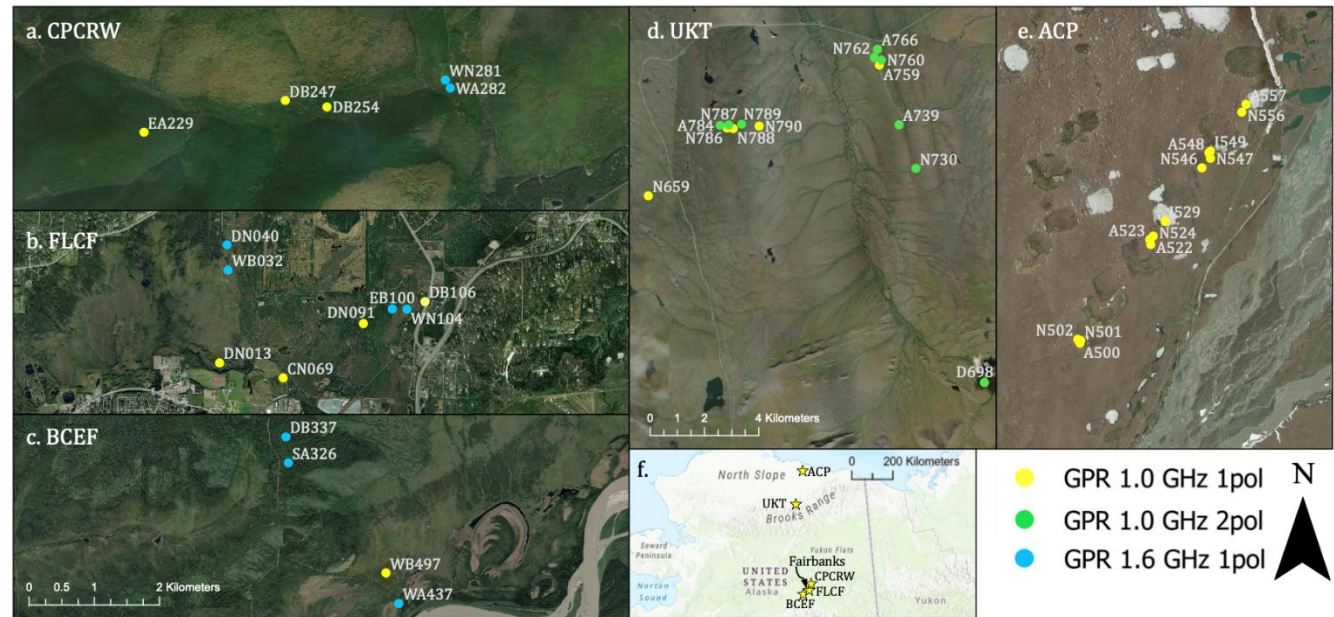 a. CPCRW
WN281
WA282
DB247
DB254
EA229
b. FLCF
DN040
WB032
EB100
DB106
DN091
WN104
DN013
CN069
c. BCEF
DB337
SA326
WB497
WA437
0 0.5 1 2 Kilometers
d. UKT
A766
N762
N760
A759
N787
N789
A784
N790
N786
N788
A739
N730
N659
D698
0 1 2 4 Kilometers
e. ACP
A557
N556
A548
I549
N546
N547
J529
A523
N524
A522
N502
N501
A500
f.
0 200 Kilometers
North Slope
ACP
UKT
Brooks Range
Seward
Peninsula
Yukon Flats
Fairbanks
Norton
Sound
UNITED
STATES
Alaska
CPCRW
FLCF
BCEF
Yukon
GPR 1.0 GHz 1pol
GPR 1.0 GHz 2pol
GPR 1.6 GHz 1pol
N